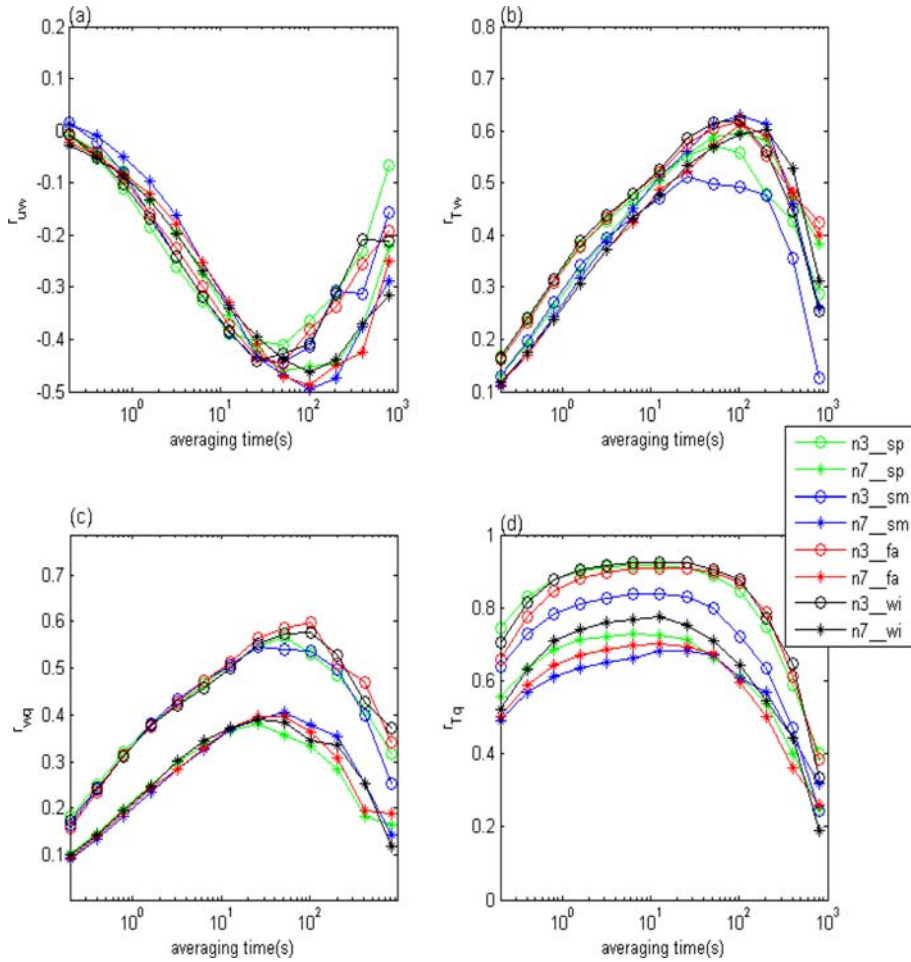 (a)
0.2
0.1
0
-0.1
-0.2
-0.3
-0.4
-0.5
r_uw
10^0 10^1 10^2 10^3
averaging time(s)
(b)
0.8
0.7
0.6
0.5
0.4
0.3
0.2
0.1
r_Tw
10^0 10^1 10^2 10^3
averaging time(s)
n3__sp
n7__sp
n3__sm
n7__sm
n3__fa
n7__fa
n3__wi
n7__wi
(c)
0.7
0.6
0.5
0.4
0.3
0.2
0.1
r_wq
10^0 10^1 10^2 10^3
averaging time(s)
(d)
1
0.8
0.6
0.4
0.2
0
r_Tq
10^0 10^1 10^2 10^3
averaging time(s)